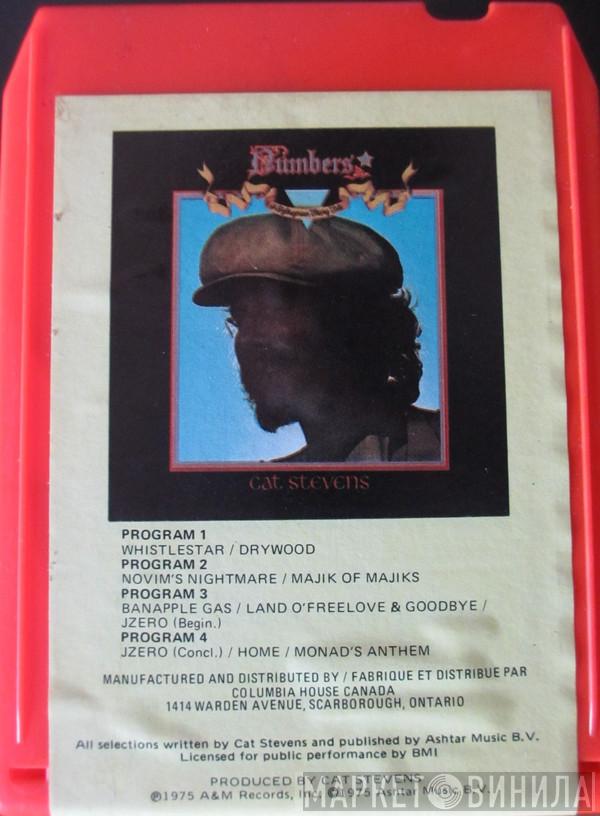 Numbers
cat stevens
PROGRAM 1
WHISTLESTAR / DRYWOOD
PROGRAM 2
NOVIM'S NIGHTMARE / MAJIK OF MAJIKS
PROGRAM 3
BANAPPLE GAS / LAND O'FREELOVE & GOODBYE /
JZERO (Begin.)
PROGRAM 4
JZERO (Concl.) / HOME / MONAD'S ANTHEM
MANUFACTURED AND DISTRIBUTED BY / FABRIQUE ET DISTRIBUE PAR
COLUMBIA HOUSE CANADA
1414 WARDEN AVENUE, SCARBOROUGH, ONTARIO
All selections written by Cat Stevens and published by Ashtar Music B.V.
Licensed for public performance by BMI
PRODUCED BY CAT STEVENS
℗1975 A&M Records, Inc. ©1975 Ashtar Music B.V.
МАРКЕТ ВИНИЛА